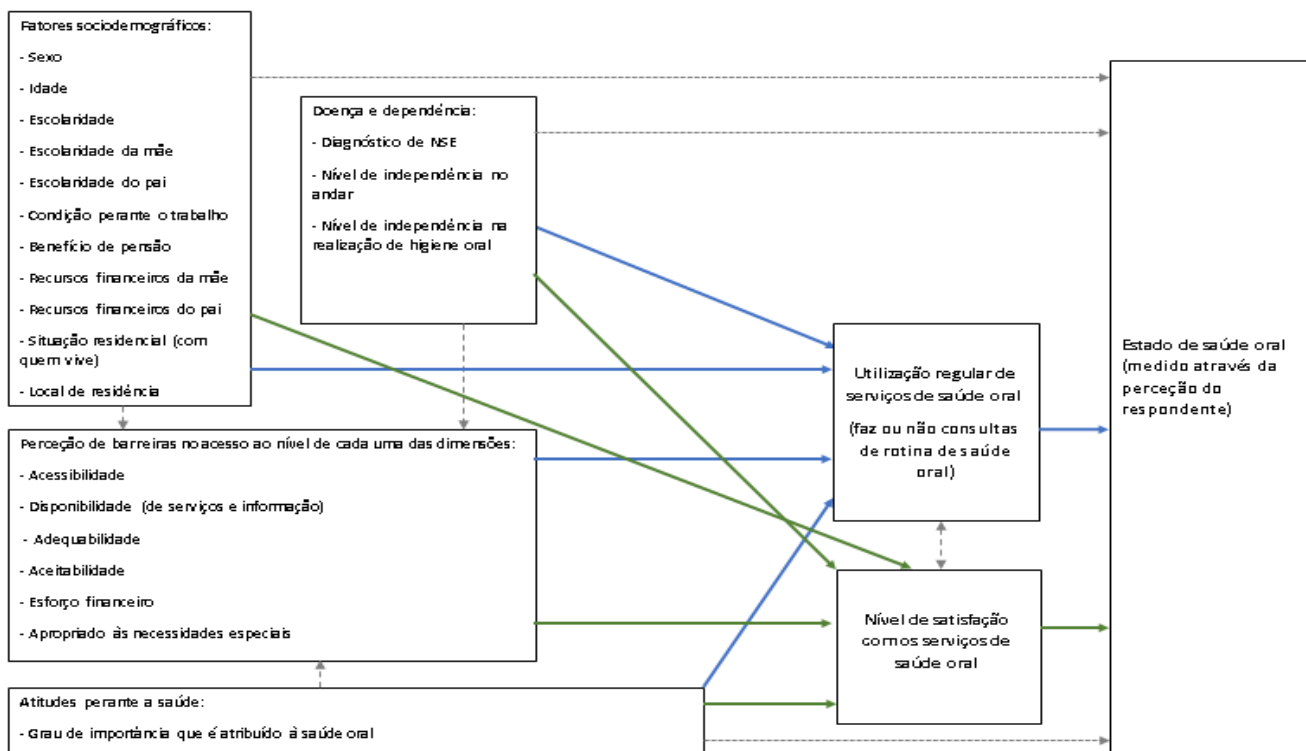 Fatores sociodemográficos:
- Sexo
- Idade
- Escolaridade
- Escolaridade da mãe
- Escolaridade do pai
- Condição perante o trabalho
- Benefício de pensão
- Recursos financeiros da mãe
- Recursos financeiros do pai
- Situação residencial (com
quem vive)
- Local de residência
Doença e dependência:
- Diagnóstico de NSE
- Nível de independência no
andar
- Nível de independência na
realização de higiene oral
Perceção de barreiras no acesso ao nível de cada uma das dimensões:
- Acessibilidade
- Disponibilidade (de serviços e informação)
- Adequabilidade
- Aceitabilidade
- Esforço financeiro
- Apropriado às necessidades especiais
Atitudes perante a saúde:
- Grau de importância que é atribuído à saúde oral
Utilização regular de
serviços de saúde oral
(faz ou não consultas
de rotina de saúde
oral)
Nível de satisfação
com os serviços de
saúde oral
Estado de saúde oral
(medido através da
perceção do
respondente)